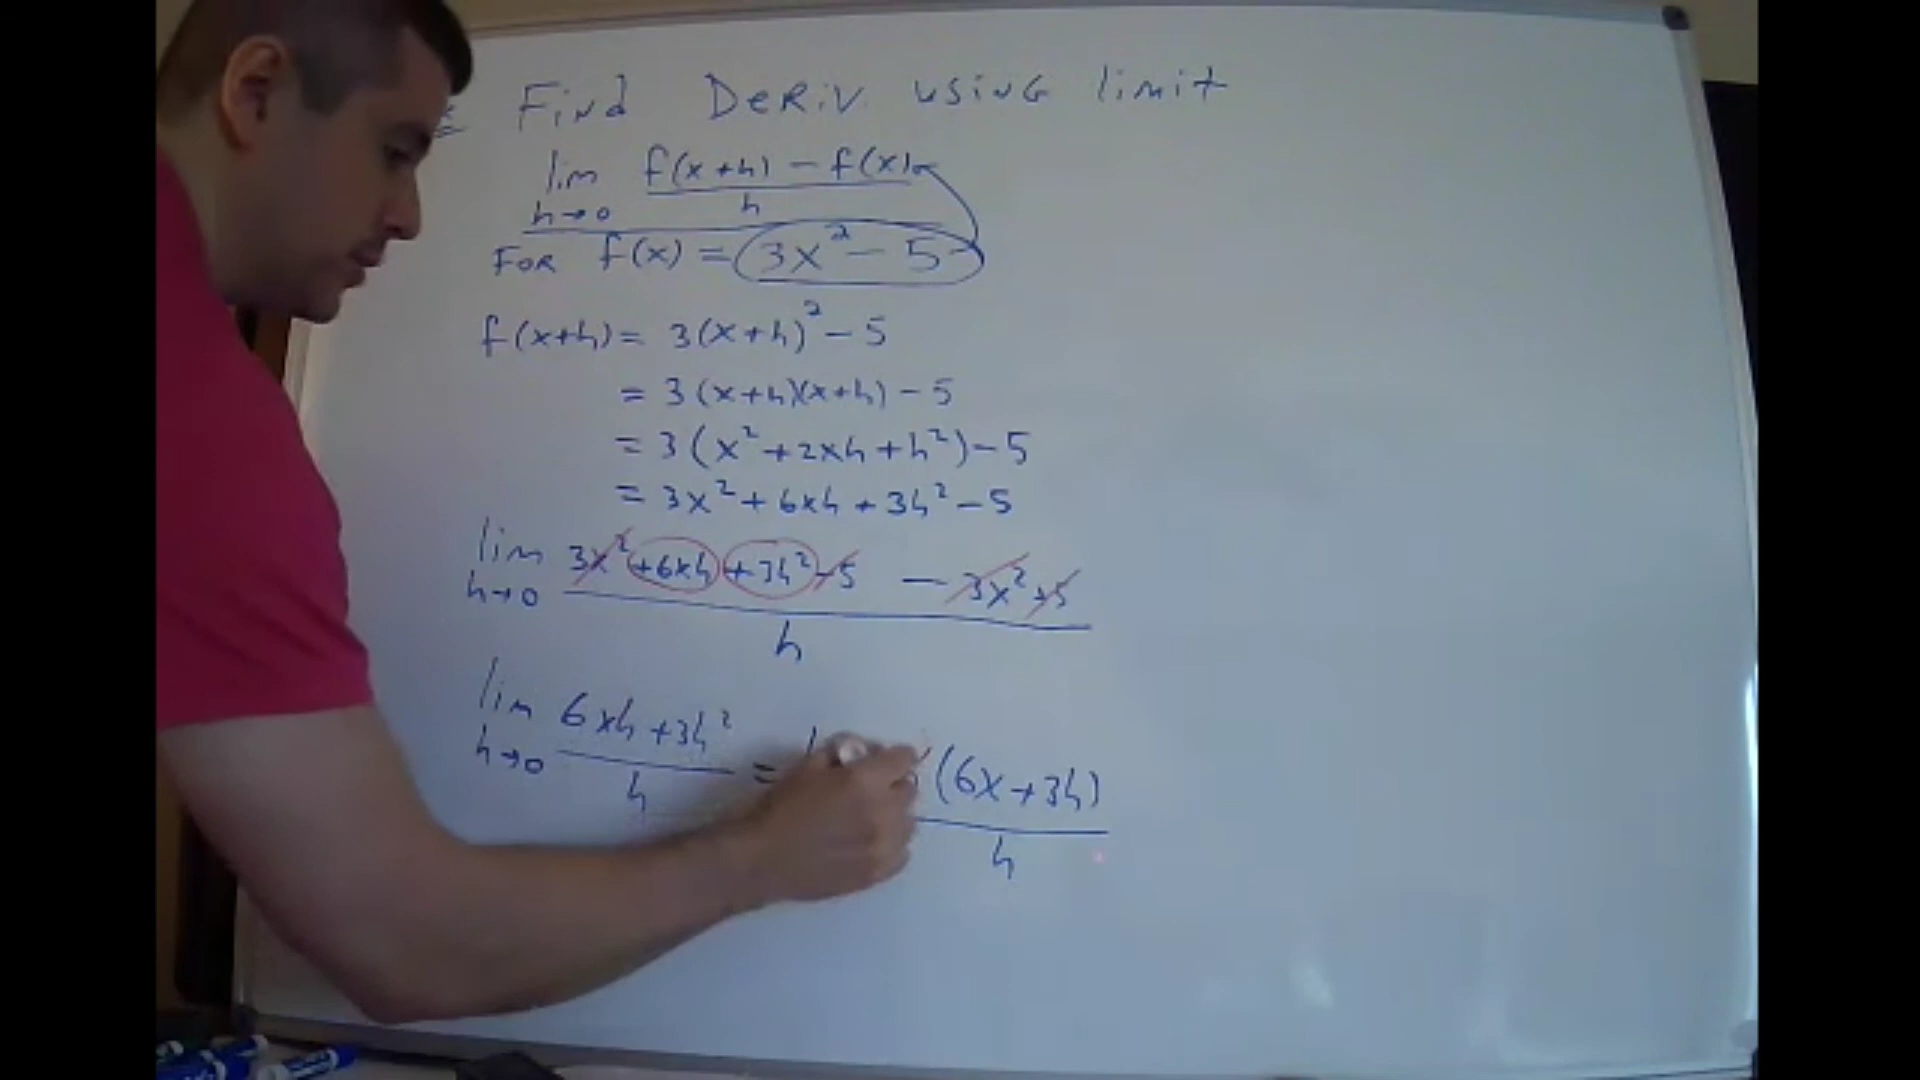 Find Deriv. using limit
lim h→0 f(x+h) - f(x) / h
For f(x) = 3x² - 5
f(x+h) = 3(x+h)² - 5
= 3(x+h)(x+h) - 5
= 3(x² + 2xh + h²) - 5
= 3x² + 6xh + 3h² - 5
lim h→0 3x² + 6xh + 3h² - 5 - 3x² + 5 / h
lim h→0 6xh + 3h² / h = (6x + 3h) / h